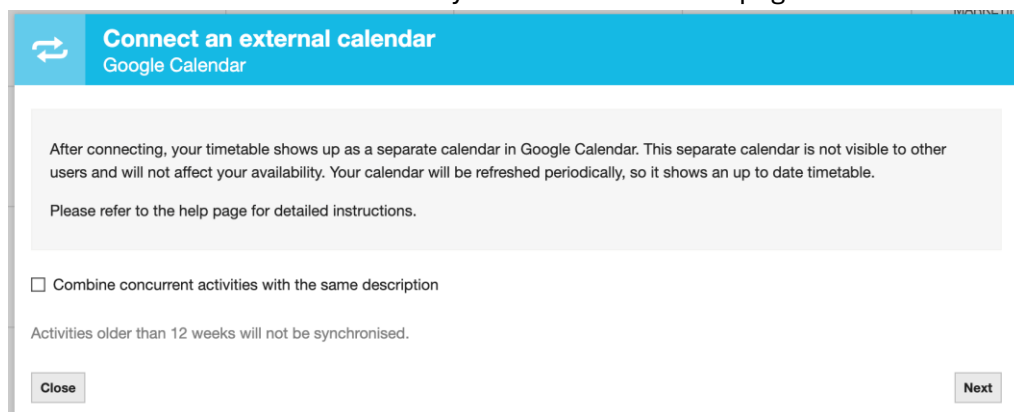 Connect an external calendar
Google Calendar
After connecting, your timetable shows up as a separate calendar in Google Calendar. This separate calendar is not visible to other
users and will not affect your availability. Your calendar will be refreshed periodically, so it shows an up to date timetable.
Please refer to the help page for detailed instructions.
Combine concurrent activities with the same description
Activities older than 12 weeks will not be synchronised.
Close
Next